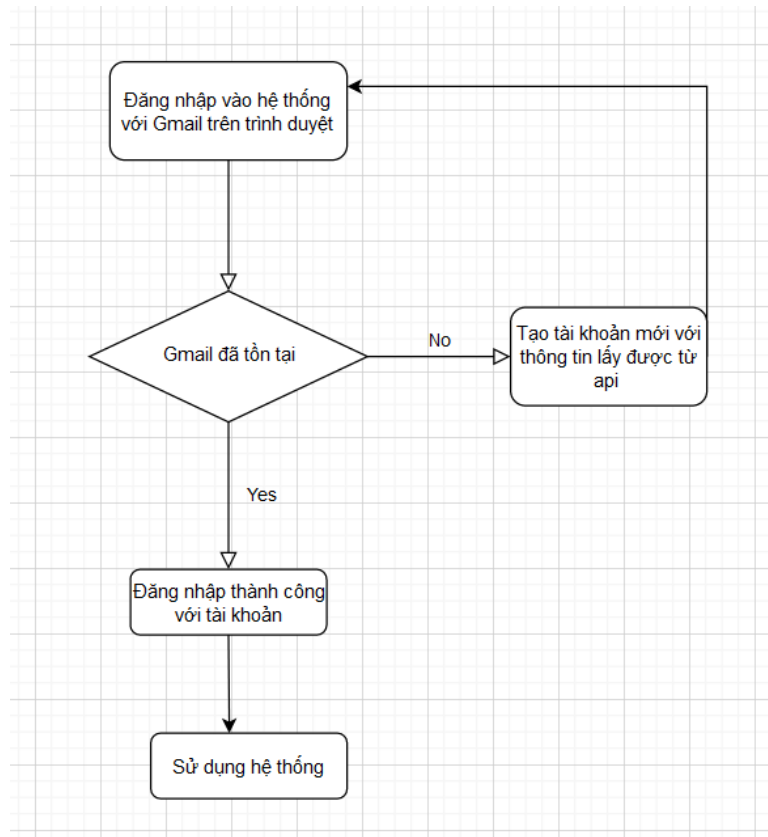 Đăng nhập vào hệ thống
với Gmail trên trình duyệt
Gmail đã tồn tại
No
Tạo tài khoản mới với
thông tin lấy được từ
api
Yes
Đăng nhập thành công
với tài khoản
Sử dụng hệ thống